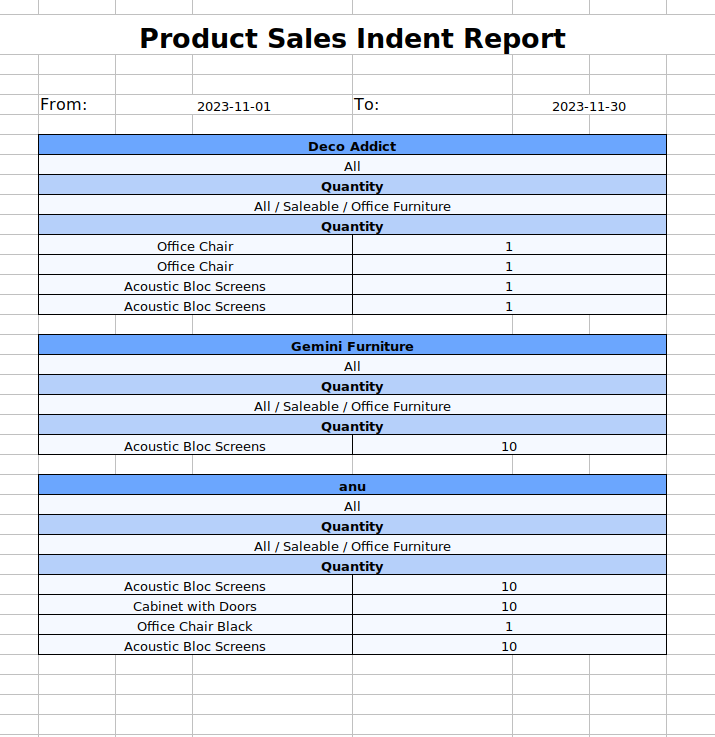 Product Sales Indent Report
From: 2023-11-01 To: 2023-11-30
Deco Addict
All
Quantity
All / Saleable / Office Furniture
Quantity
Office Chair 1
Office Chair 1
Acoustic Bloc Screens 1
Acoustic Bloc Screens 1
Gemini Furniture
All
Quantity
All / Saleable / Office Furniture
Quantity
Acoustic Bloc Screens 10
anu
All
Quantity
All / Saleable / Office Furniture
Quantity
Acoustic Bloc Screens 10
Cabinet with Doors 10
Office Chair Black 1
Acoustic Bloc Screens 10